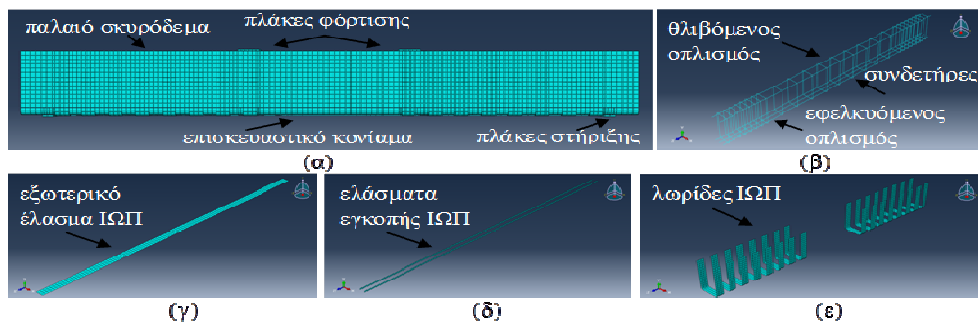 παλαιό σκυρόδεμα
πλάκες φόρτισης
επισκευαστικό κονίαμα
πλάκες στήριξης
(α)
θλιβόμενος
οπλισμός
συνδετήρες
εφελκυόμενος
οπλισμός
(β)
εξωτερικό
έλασμα ΙΩΠ
(γ)
ελάσματα
εγκοπής ΙΩΠ
(δ)
λωρίδες ΙΩΠ
(ε)